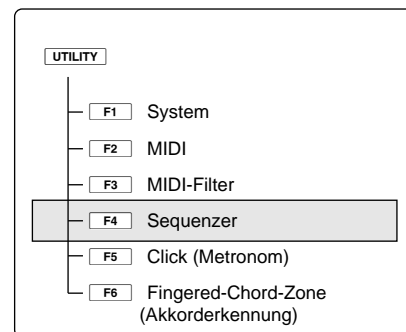 UTILITY
F1 System
F2 MIDI
F3 MIDI-Filter
F4 Sequenzer
F5 Click (Metronom)
F6 Fingered-Chord-Zone
(Akkorderkennung)